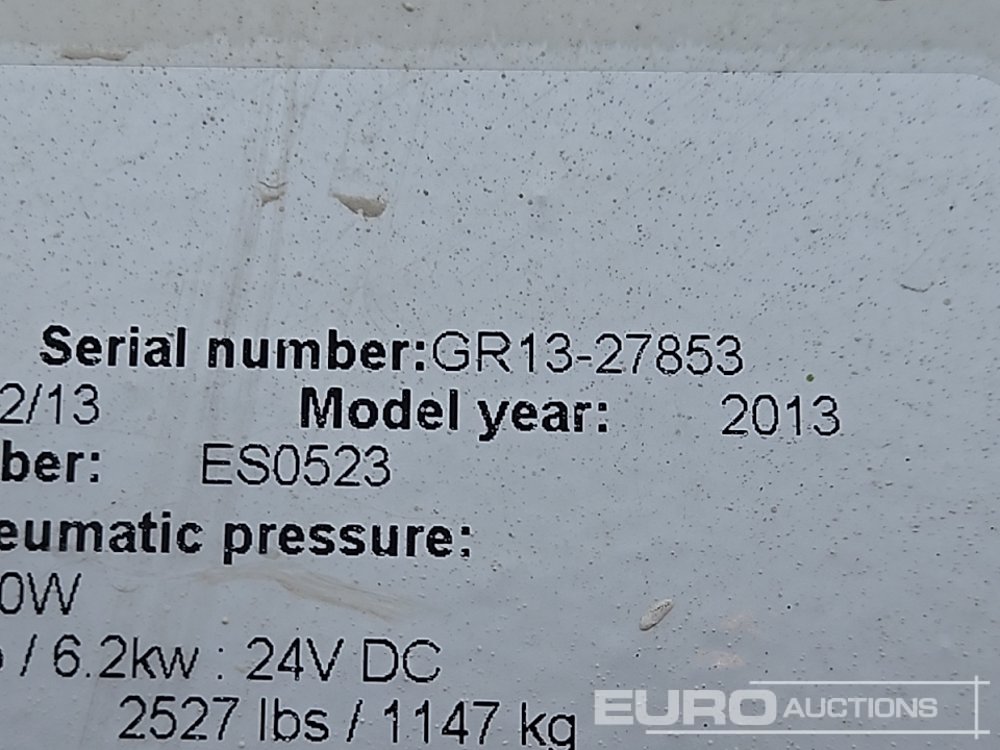 Serial number:GR13-27853
2/13 Model year: 2013
ber: ES0523
eumatic pressure:
0W
/ 6.2kw : 24V DC
2527 lbs / 1147 kg
EURO AUCTIONS